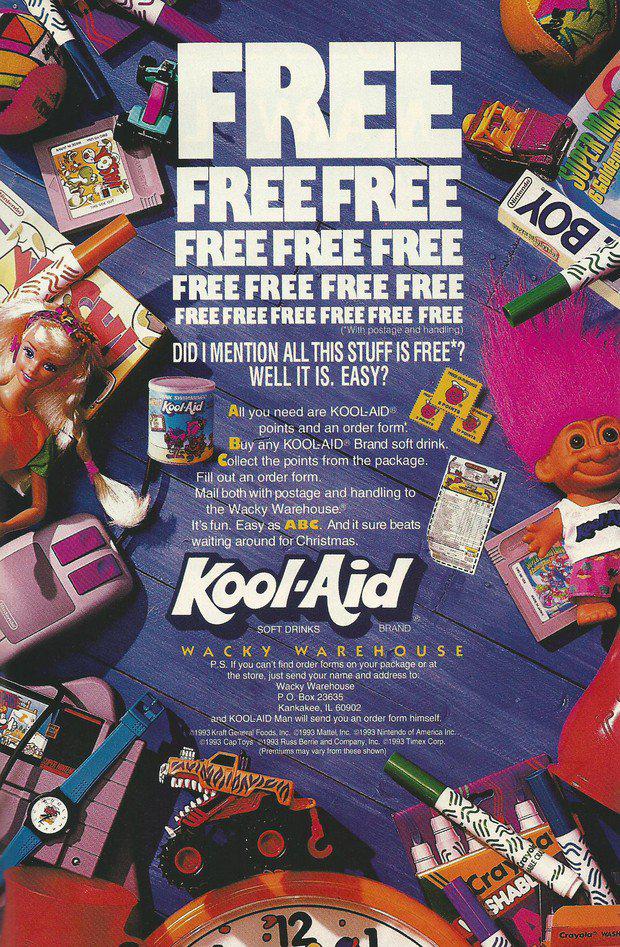 FREE
FREE FREE
FREE FREE FREE
FREE FREE FREE FREE
FREE FREE FREE FREE FREE FREE
(*With postage and handling)
DID I MENTION ALL THIS STUFF IS FREE*?
WELL IT IS. EASY?
All you need are KOOL-AID®
points and an order form.
Buy any KOOL-AID® Brand soft drink.
Collect the points from the package.
Fill out an order form.
Mail both with postage and handling to
the Wacky Warehouse.®
It's fun. Easy as ABC. And it sure beats
waiting around for Christmas.
Kool-Aid
SOFT DRINKS BRAND
WACKY WAREHOUSE
P.S. If you can't find order forms on your package or at
the store, just send your name and address to:
Wacky Warehouse
P.O. Box 23635
Kankakee, IL 60902
and KOOL-AID Man will send you an order form himself.
©1993 Kraft General Foods, Inc. ©1993 Mattel, Inc. ©1993 Nintendo of America Inc.
©1993 Cap Toys ©1993 Russ Berrie and Company, Inc. ©1993 Timex Corp.
(Premiums may vary from these shown)
Kool-Aid
SUPER MAR
Nintendo
BOY
12
1
Crayola
SHABL
Crayola
Crayola WASH